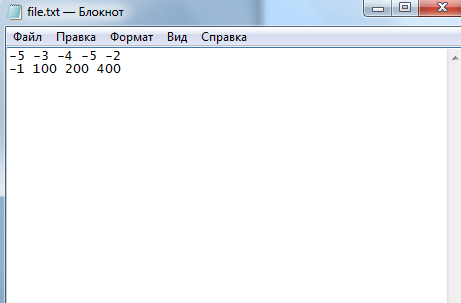 file.txt — Блокнот
Файл Правка Формат Вид Справка
-5 -3 -4 -5 -2
-1 100 200 400